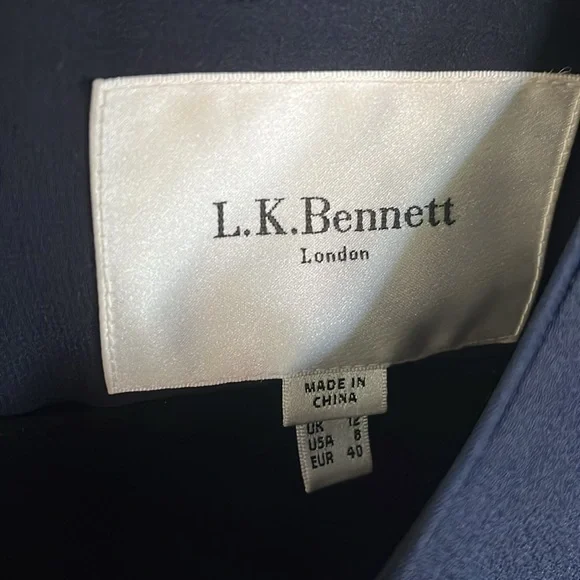 L.K.Bennett
London
MADE IN
CHINA
UK 12
USA 8
EUR 40